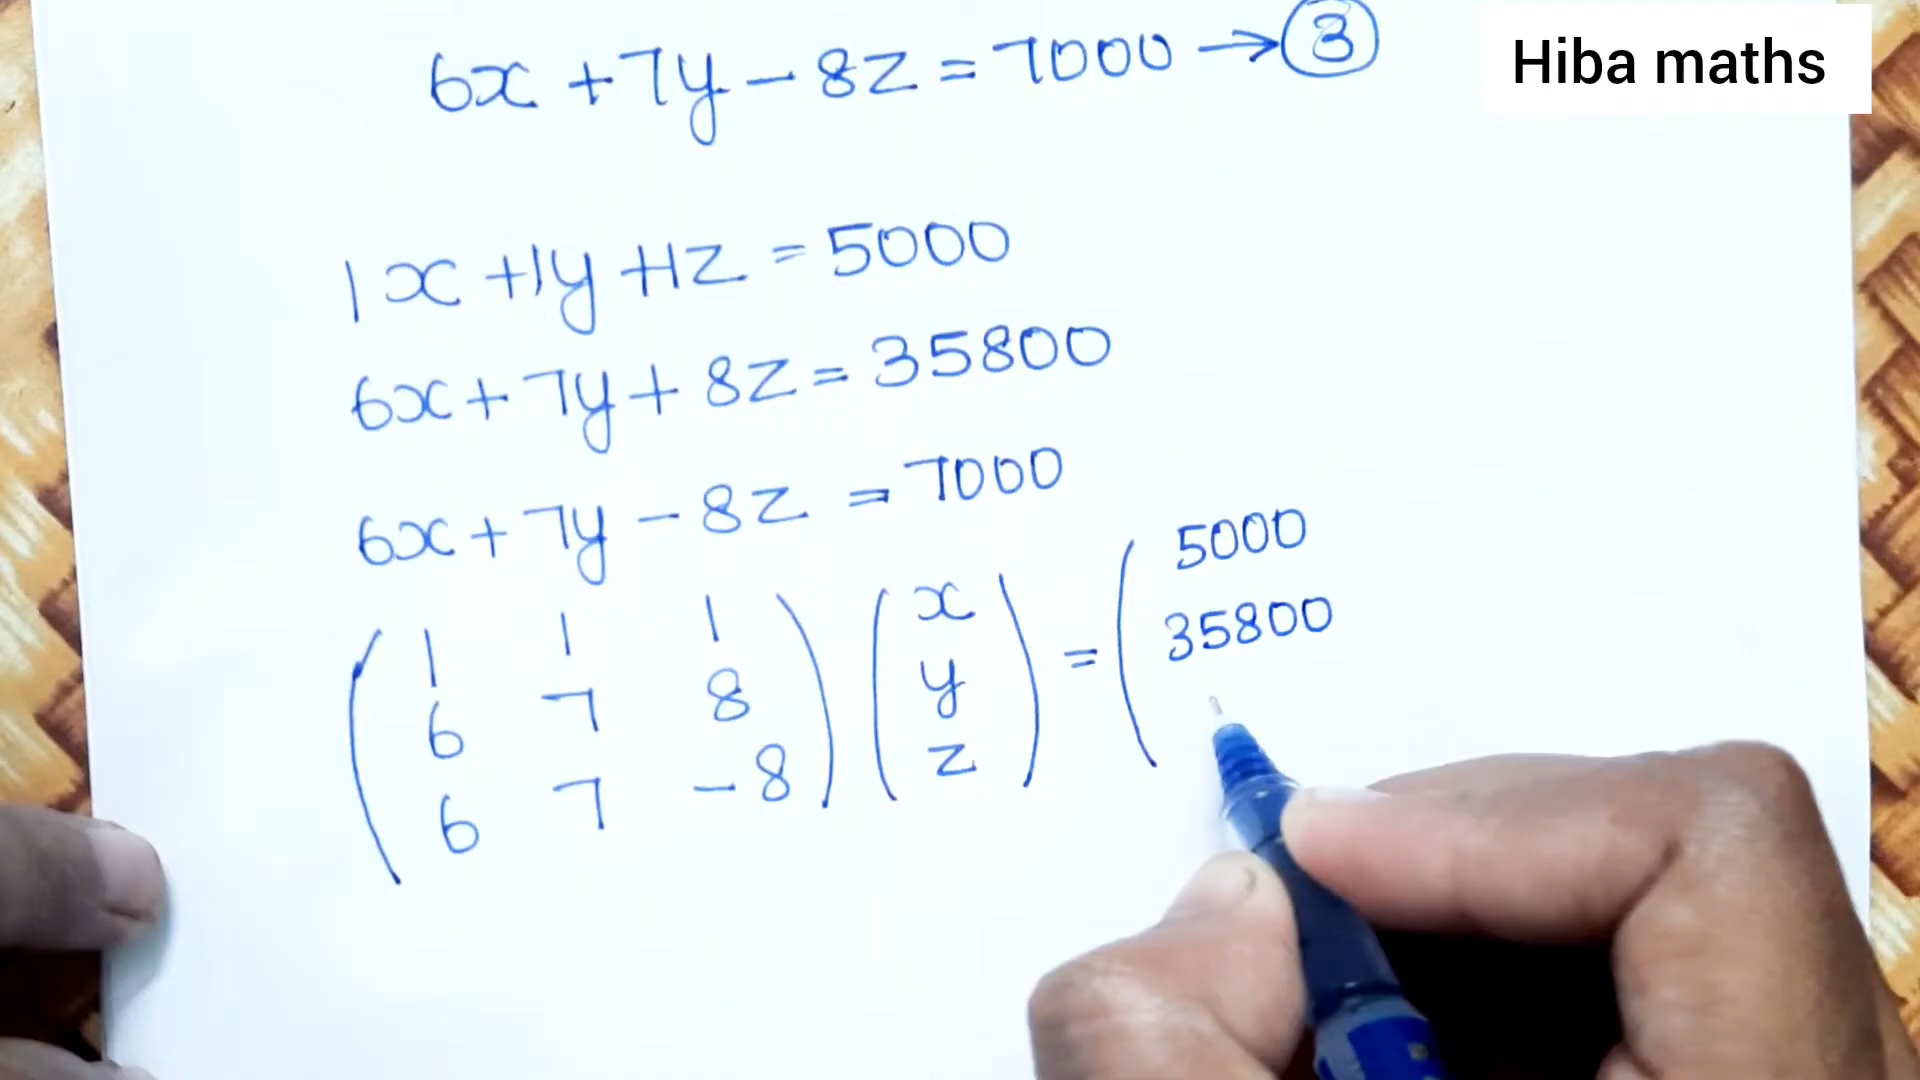 6x + 7y - 8z = 7000 → 3
Hiba maths
1x + 1y + 1z = 5000
6x + 7y + 8z = 35800
6x + 7y - 8z = 7000
( 1 1 1 ) ( x ) = ( 5000
6 7 8 y 35800
6 7 -8 z